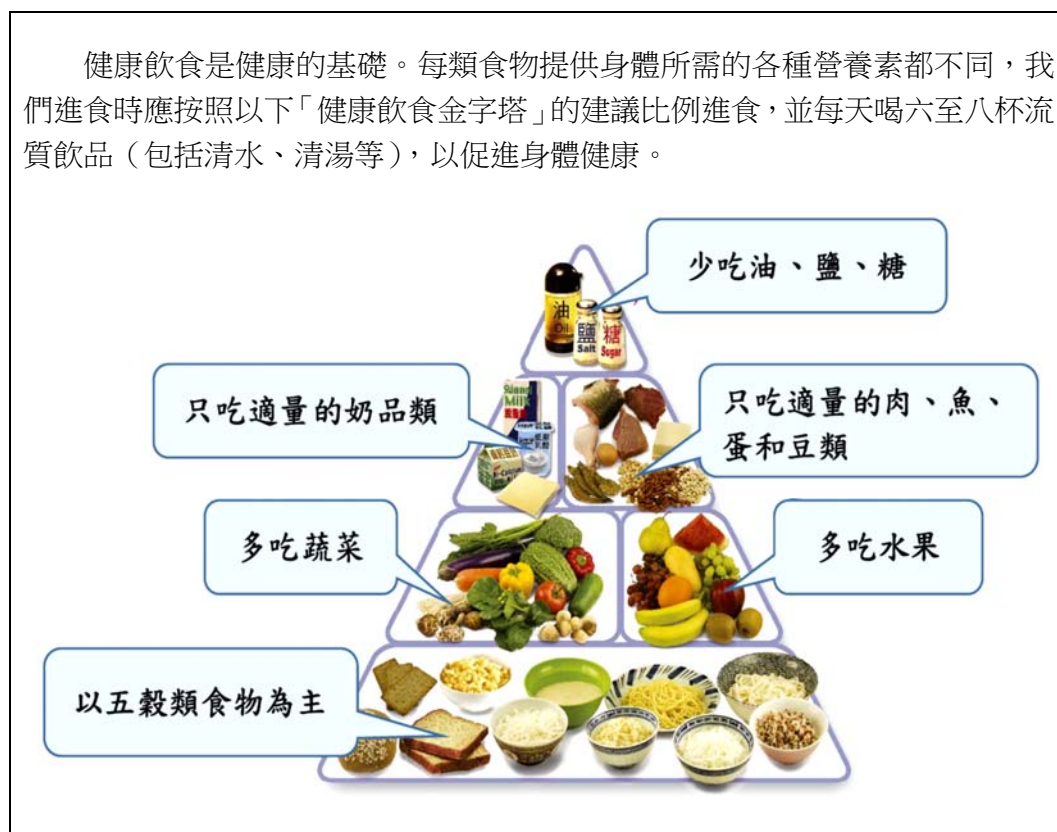 健康飲食是健康的基礎。每類食物提供身體所需的各種營養素都不同，我
們進食時應按照以下「健康飲食金字塔」的建議比例進食，並每天喝六至八杯流
質飲品（包括清水、清湯等），以促進身體健康。
少吃油、鹽、糖
油
Oil
鹽
Salt
糖
Sugar
只吃適量的奶品類
Milk
只吃適量的肉、魚、
蛋和豆類
多吃蔬菜
多吃水果
以五穀類食物為主